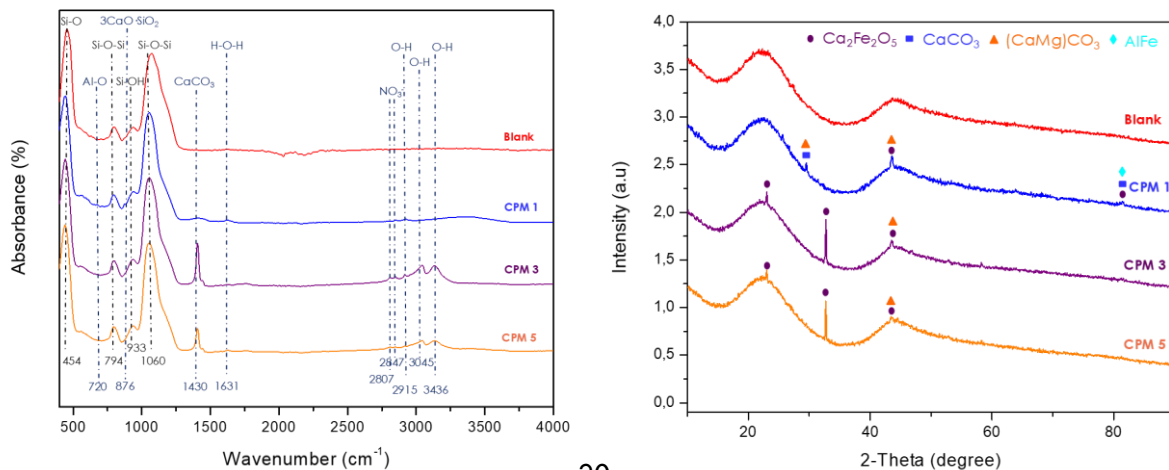 Si-O
3CaO·SiO₂
Si-O-Si
Si-O-Si
H-O-H
O-H
O-H
O-H
Al-O
Si-OH
CaCO₃
NO₃⁻
Blank
CPM 1
CPM 3
CPM 5
454
794
933
1060
720
876
1430
1631
2807
2847
2915
3045
3436
Absorbance (%)
500
1000
1500
2000
2500
3000
3500
4000
Wavenumber (cm⁻¹)
Ca₂Fe₂O₅
CaCO₃
(CaMg)CO₃
AlFe
Blank
CPM 1
CPM 3
CPM 5
4,0
3,5
3,0
2,5
2,0
1,5
1,0
0,5
0,0
Intensity (a.u)
20
40
60
80
2-Theta (degree)